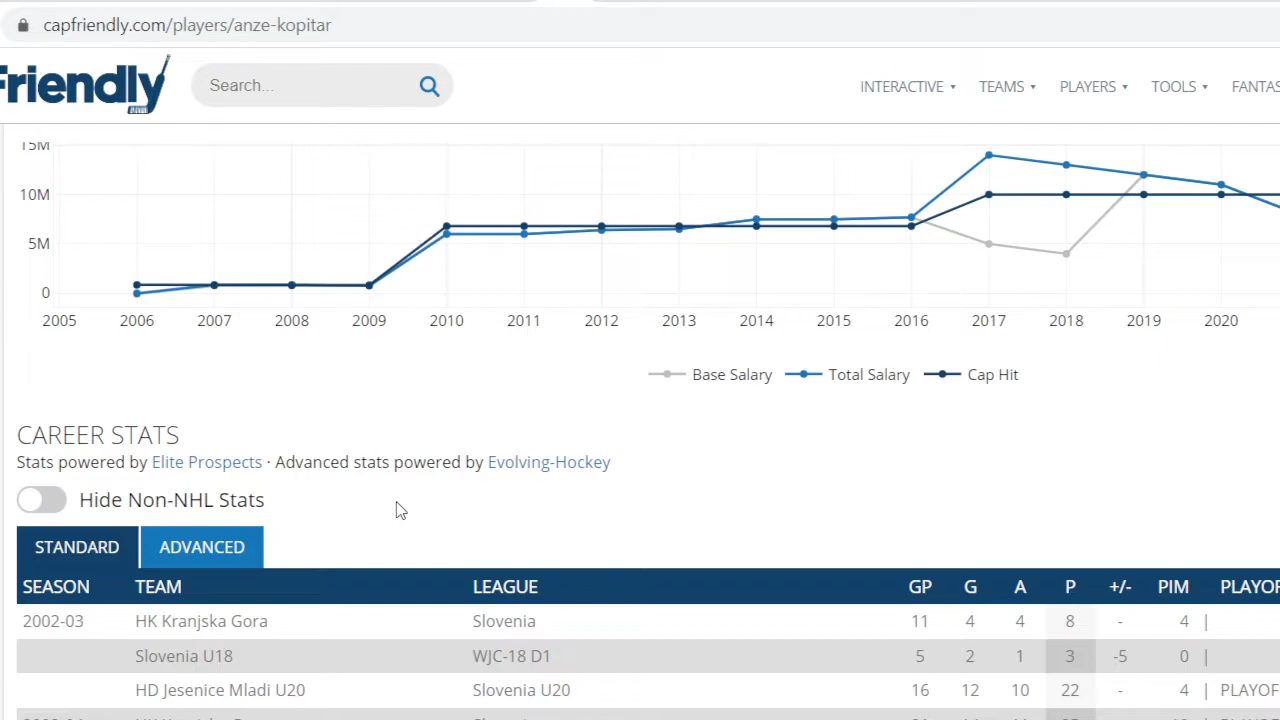 capfriendly.com/players/anze-kopitar
Friendly
Search...
INTERACTIVE TEAMS PLAYERS TOOLS FANTAS
15M
10M
5M
0
2005 2006 2007 2008 2009 2010 2011 2012 2013 2014 2015 2016 2017 2018 2019 2020
Base Salary Total Salary Cap Hit
CAREER STATS
Stats powered by Elite Prospects · Advanced stats powered by Evolving-Hockey
Hide Non-NHL Stats
STANDARD ADVANCED
SEASON TEAM LEAGUE GP G A P +/- PIM PLAYOF
2002-03 HK Kranjska Gora Slovenia 11 4 4 8 - 4 |
Slovenia U18 WJC-18 D1 5 2 1 3 -5 0 |
HD Jesenice Mladi U20 Slovenia U20 16 12 10 22 - 4 | PLAYOF